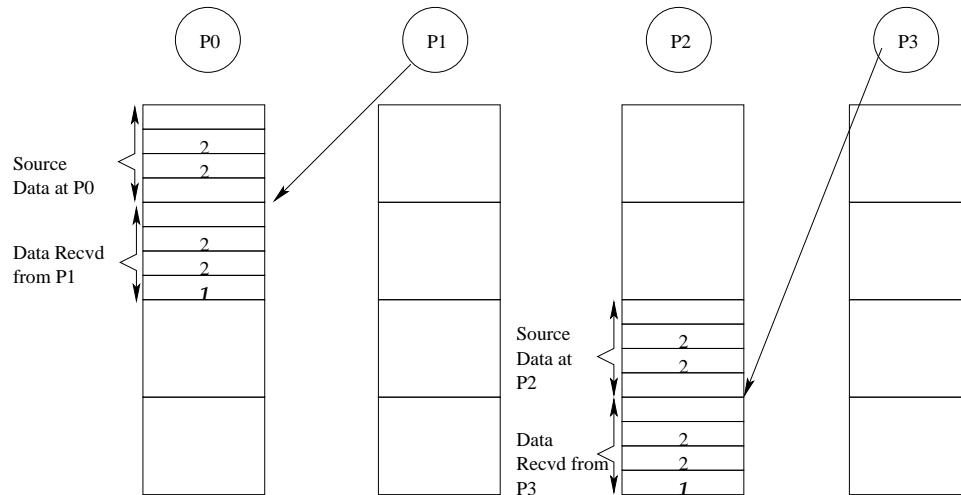 P0
P1
P2
P3
2
2
Source
Data at P0
2
2
1
Data Recvd
from P1
2
2
Source
Data at
P2
2
2
1
Data
Recvd from
P3